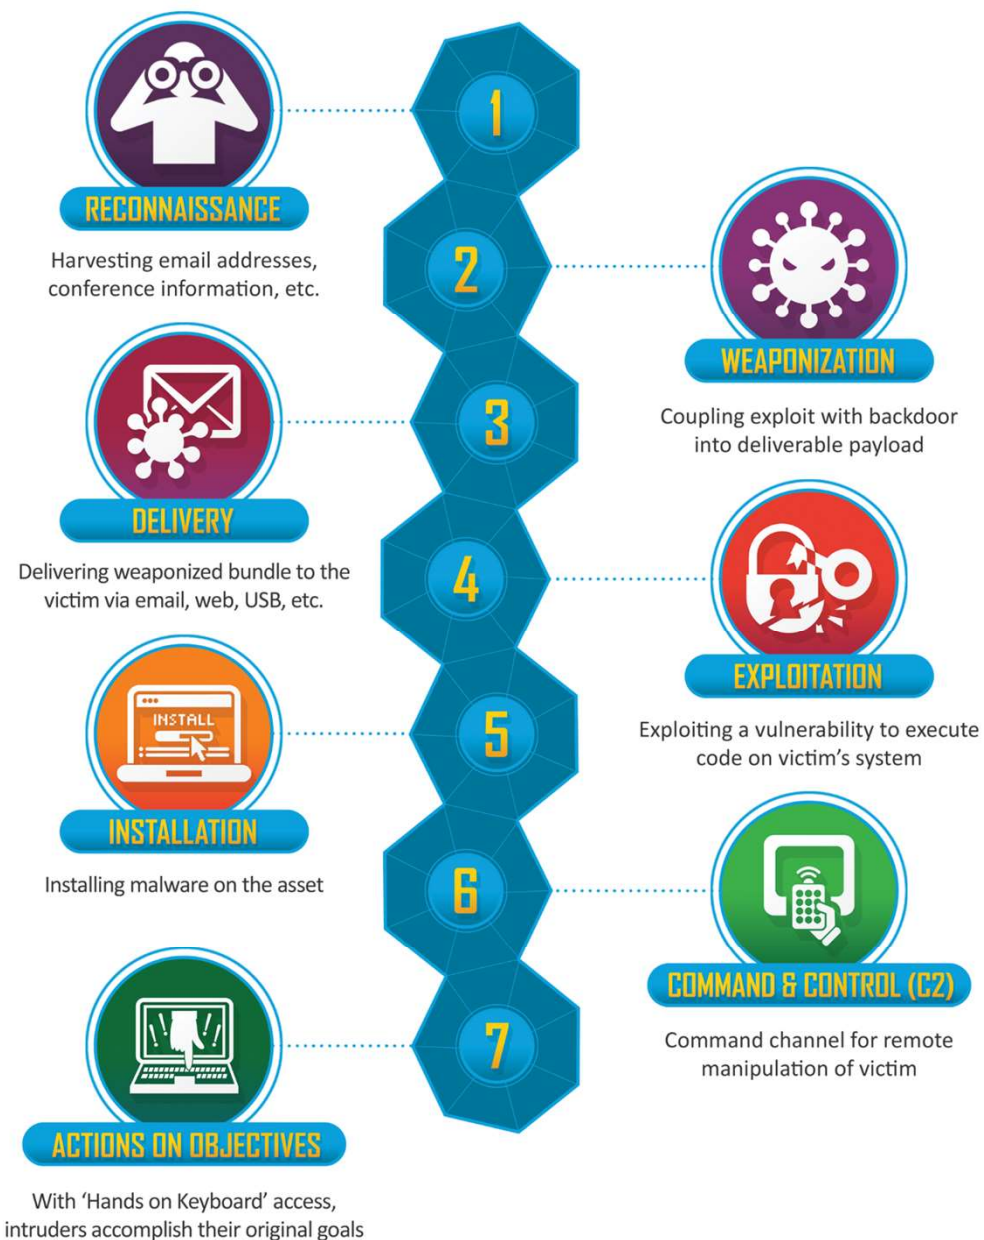 1
RECONNAISSANCE
Harvesting email addresses,
conference information, etc.
2
WEAPONIZATION
Coupling exploit with backdoor
into deliverable payload
3
DELIVERY
Delivering weaponized bundle to the
victim via email, web, USB, etc.
4
EXPLOITATION
Exploiting a vulnerability to execute
code on victim’s system
5
INSTALL
INSTALLATION
Installing malware on the asset
6
COMMAND & CONTROL (C2)
Command channel for remote
manipulation of victim
7
ACTIONS ON OBJECTIVES
With ‘Hands on Keyboard’ access,
intruders accomplish their original goals